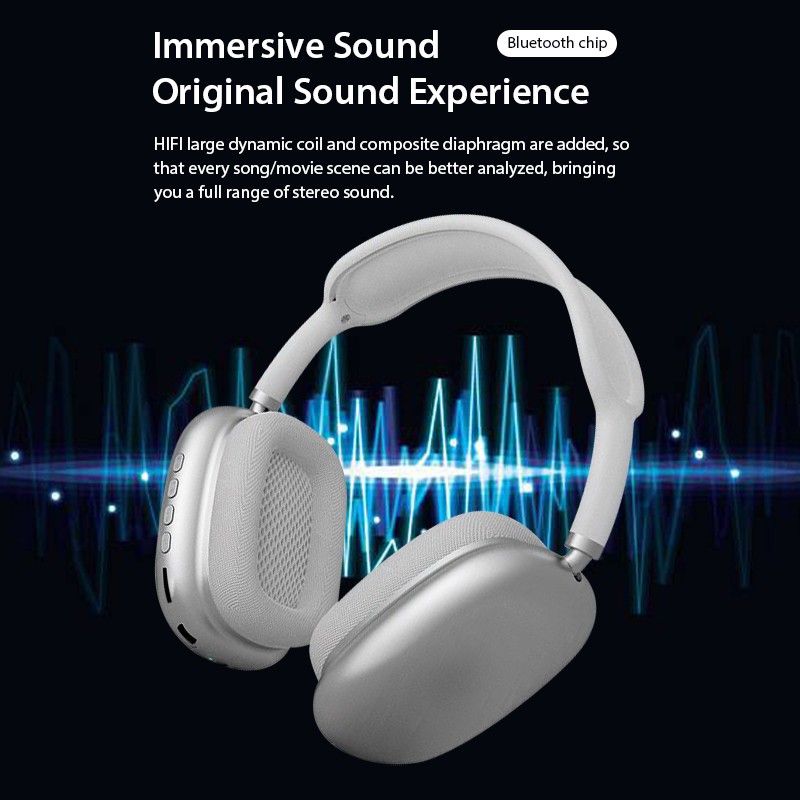 Immersive Sound
Bluetooth chip
Original Sound Experience
HIFI large dynamic coil and composite diaphragm are added, so
that every song/movie scene can be better analyzed, bringing
you a full range of stereo sound.